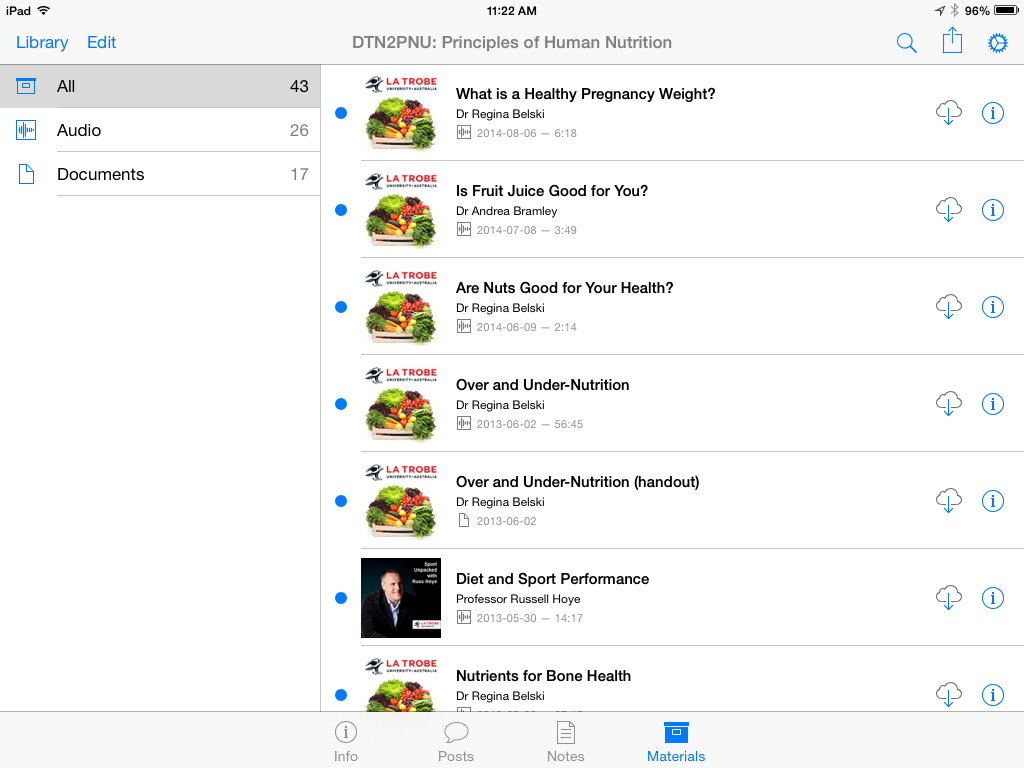 iPad 11:22 AM 96%
Library Edit DTN2PNU: Principles of Human Nutrition
All 43
Audio 26
Documents 17
LA TROBE
UNIVERSITY • AUSTRALIA
What is a Healthy Pregnancy Weight?
Dr Regina Belski
2014-08-06 — 6:18
LA TROBE
UNIVERSITY • AUSTRALIA
Is Fruit Juice Good for You?
Dr Andrea Bramley
2014-07-08 — 3:49
LA TROBE
UNIVERSITY • AUSTRALIA
Are Nuts Good for Your Health?
Dr Regina Belski
2014-06-09 — 2:14
LA TROBE
UNIVERSITY • AUSTRALIA
Over and Under-Nutrition
Dr Regina Belski
2013-06-02 — 56:45
LA TROBE
UNIVERSITY • AUSTRALIA
Over and Under-Nutrition (handout)
Dr Regina Belski
2013-06-02
Sport
Unpacked
with
Russ Hoye
LA TROBE
Diet and Sport Performance
Professor Russell Hoye
2013-05-30 — 14:17
LA TROBE
UNIVERSITY • AUSTRALIA
Nutrients for Bone Health
Dr Regina Belski
Info Posts Notes Materials